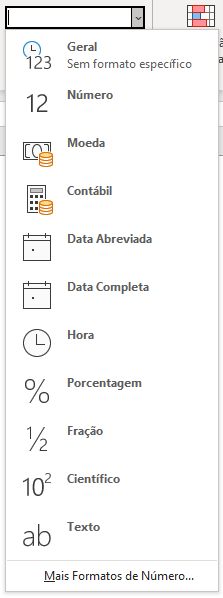 Geral
123
Sem formato específico
12
Número
Moeda
Contábil
Data Abreviada
Data Completa
Hora
%
Porcentagem
½
Fração
10²
Científico
ab
Texto
Mais Formatos de Número...